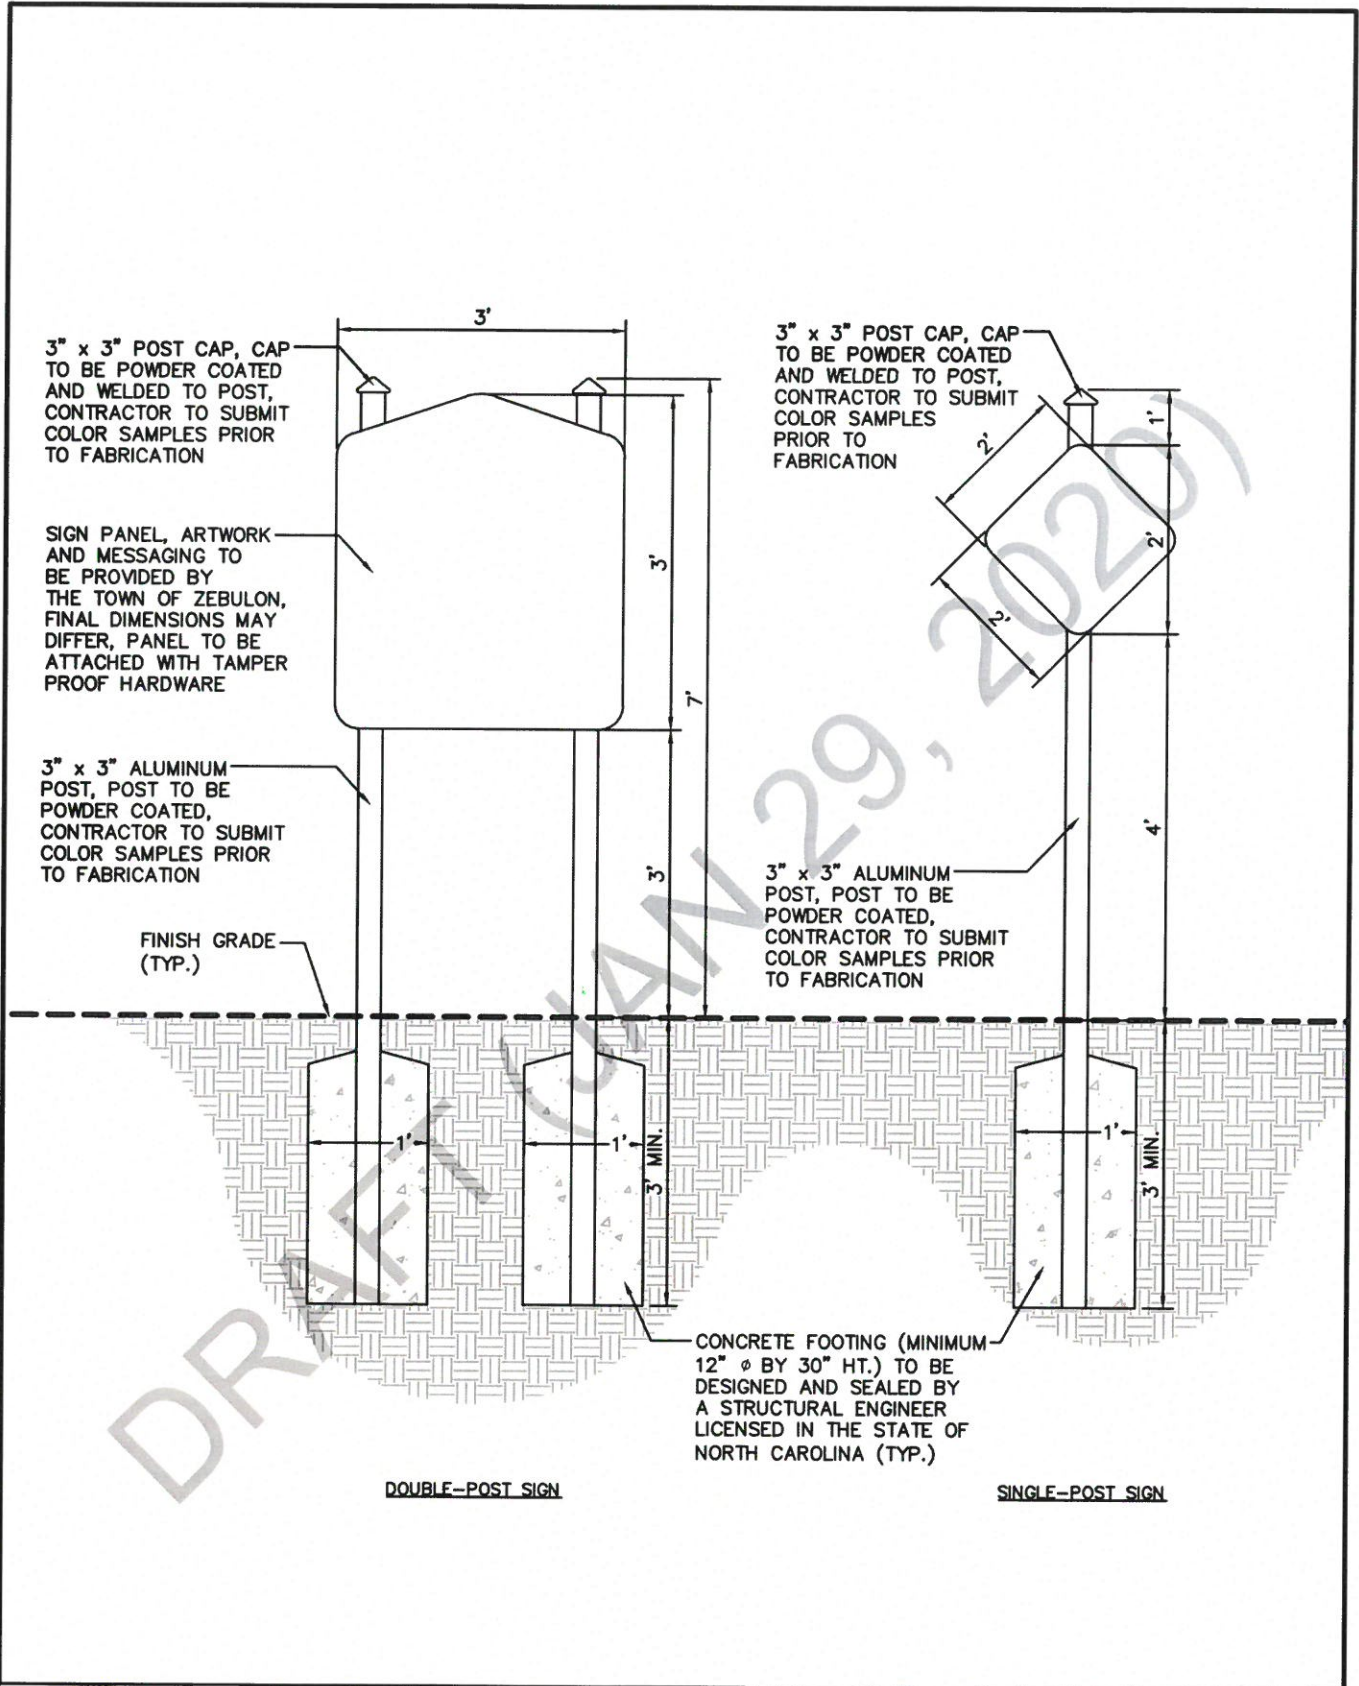 3'
3" x 3" POST CAP, CAP
TO BE POWDER COATED
AND WELDED TO POST,
CONTRACTOR TO SUBMIT
COLOR SAMPLES PRIOR
TO FABRICATION
SIGN PANEL, ARTWORK
AND MESSAGING TO
BE PROVIDED BY
THE TOWN OF ZEBULON,
FINAL DIMENSIONS MAY
DIFFER, PANEL TO BE
ATTACHED WITH TAMPER
PROOF HARDWARE
3" x 3" ALUMINUM
POST, POST TO BE
POWDER COATED,
CONTRACTOR TO SUBMIT
COLOR SAMPLES PRIOR
TO FABRICATION
FINISH GRADE
(TYP.)
3'
7'
3'
1'
1'
3' MIN.
3" x 3" POST CAP, CAP
TO BE POWDER COATED
AND WELDED TO POST,
CONTRACTOR TO SUBMIT
COLOR SAMPLES
PRIOR TO
FABRICATION
1'
2'
2'
2'
4'
3" x 3" ALUMINUM
POST, POST TO BE
POWDER COATED,
CONTRACTOR TO SUBMIT
COLOR SAMPLES PRIOR
TO FABRICATION
1'
3' MIN.
CONCRETE FOOTING (MINIMUM
12" ø BY 30" HT.) TO BE
DESIGNED AND SEALED BY
A STRUCTURAL ENGINEER
LICENSED IN THE STATE OF
NORTH CAROLINA (TYP.)
DOUBLE-POST SIGN
SINGLE-POST SIGN
DRAFT (JAN 29, 2020)